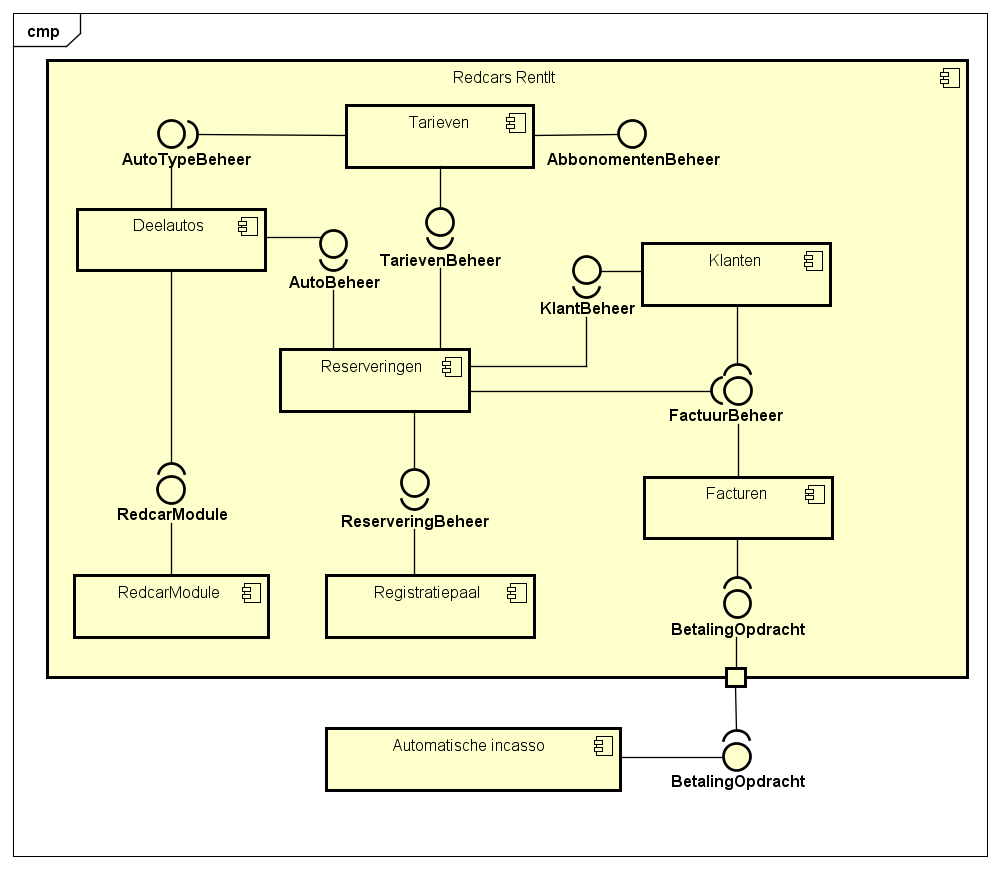 cmp
Redcars RentIt
Tarieven
AutoTypeBeheer
AbbonomentenBeheer
Deelautos
AutoBeheer
TarievenBeheer
Klanten
KlantBeheer
Reserveringen
FactuurBeheer
RedcarModule
ReserveringBeheer
Facturen
RedcarModule
Registratiepaal
BetalingOpdracht
Automatische incasso
BetalingOpdracht